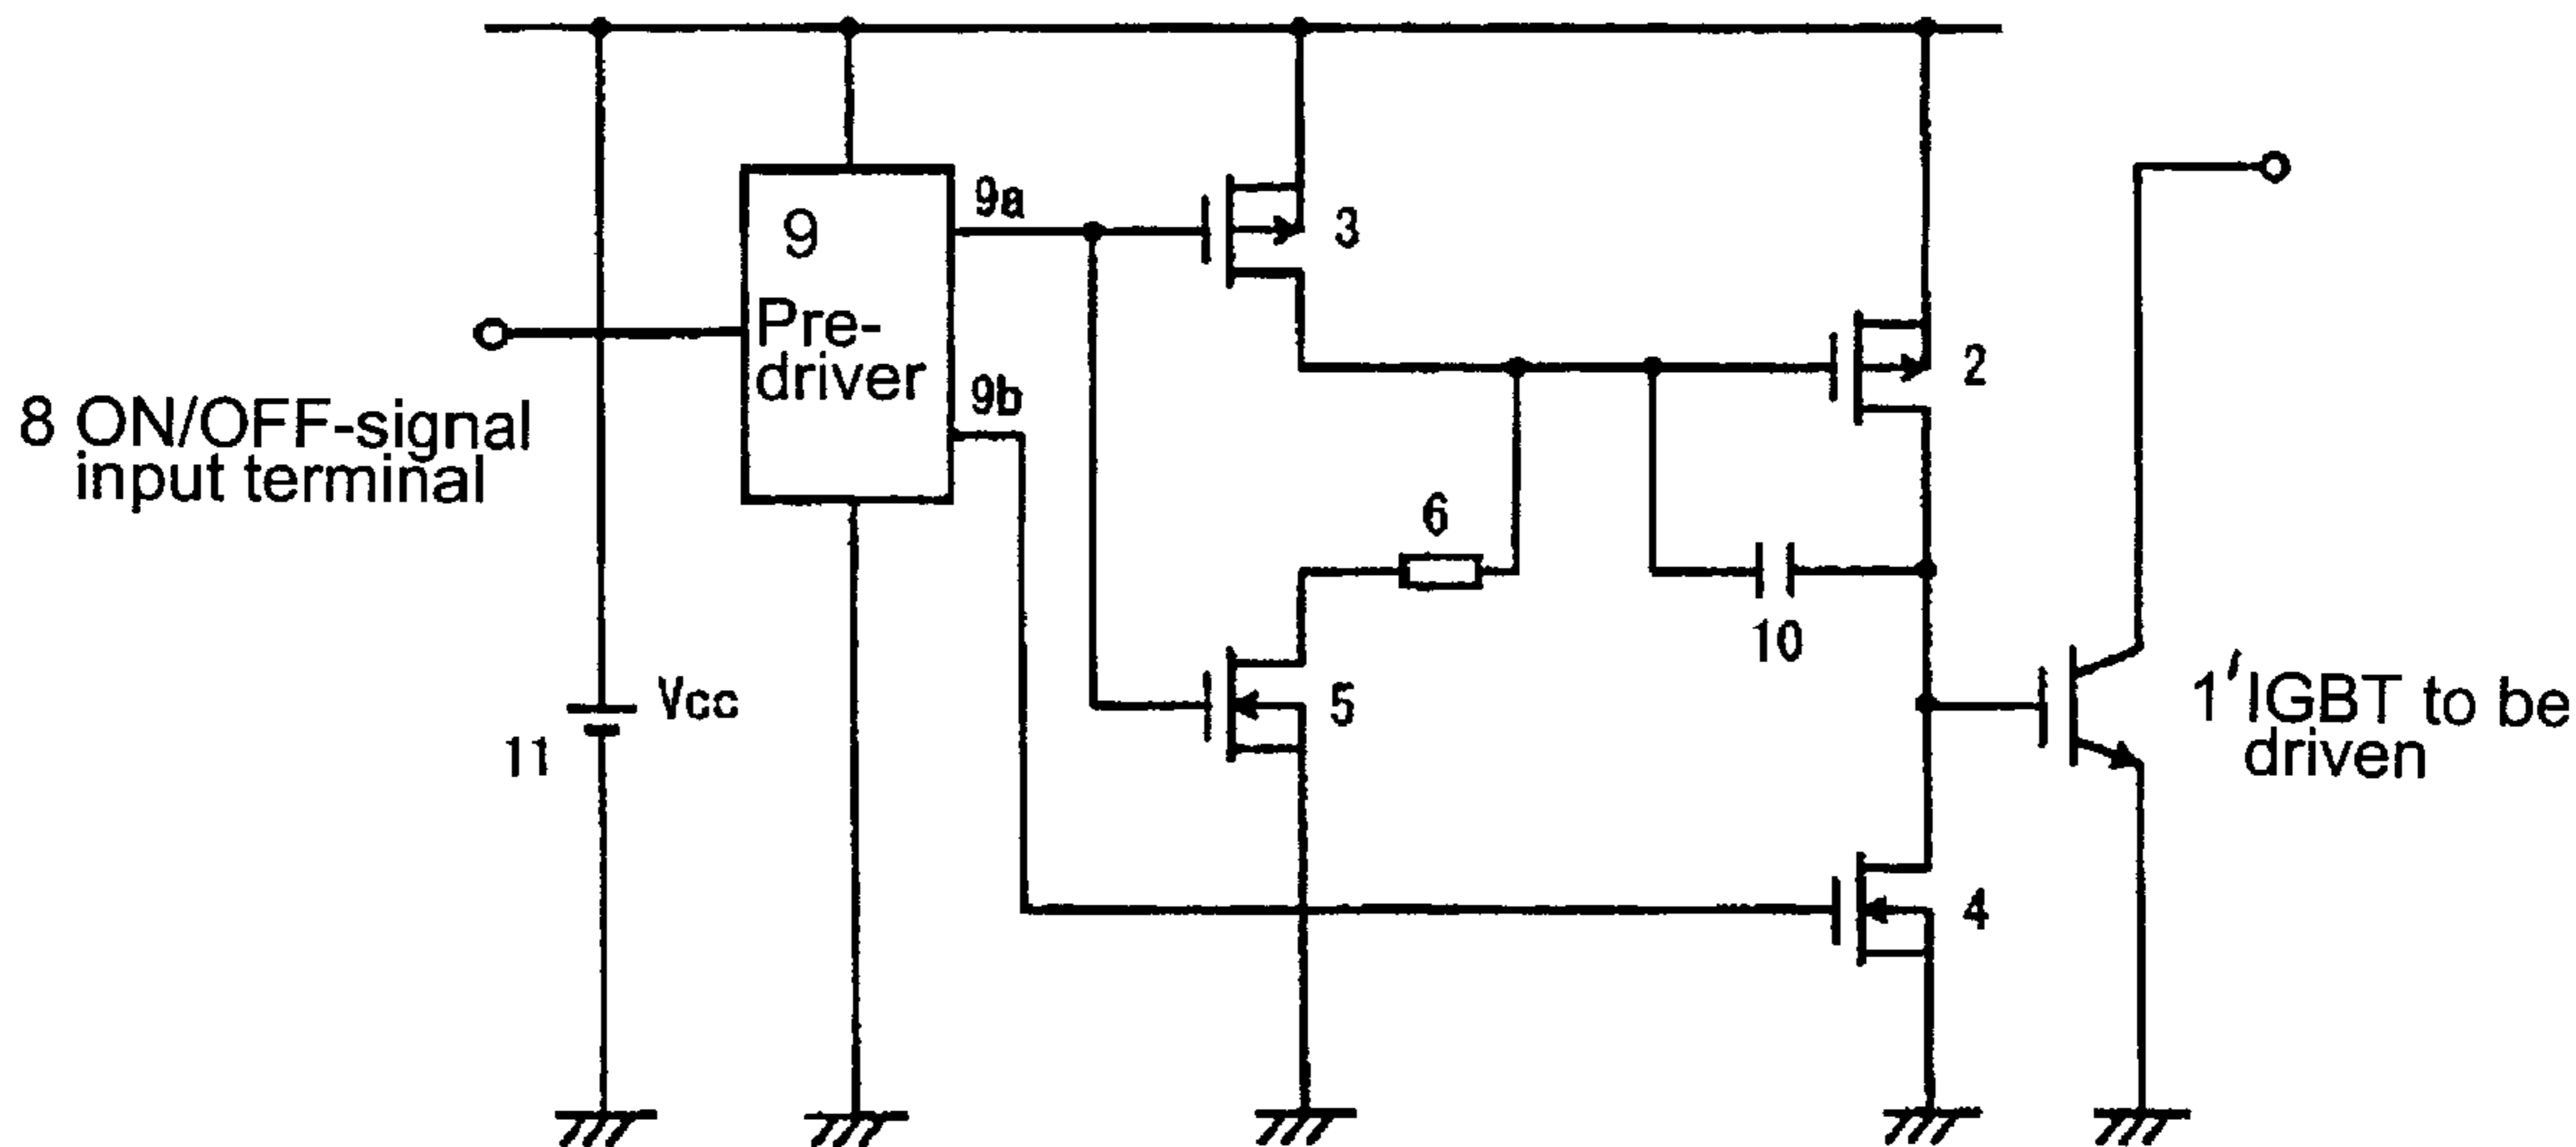 9
Pre-
driver
9a
9b
3
2
8 ON/OFF-signal
input terminal
6
10
Vcc
11
5
1′IGBT to be
driven
4